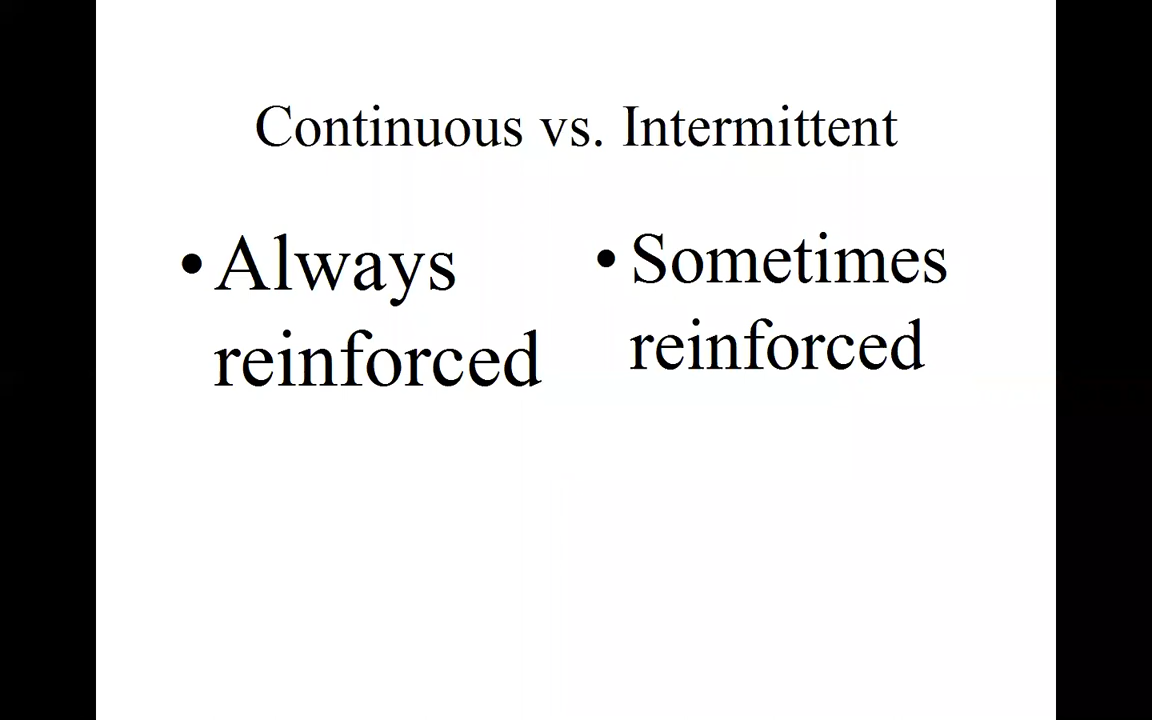 Continuous vs. Intermittent
• Always
reinforced
• Sometimes
reinforced